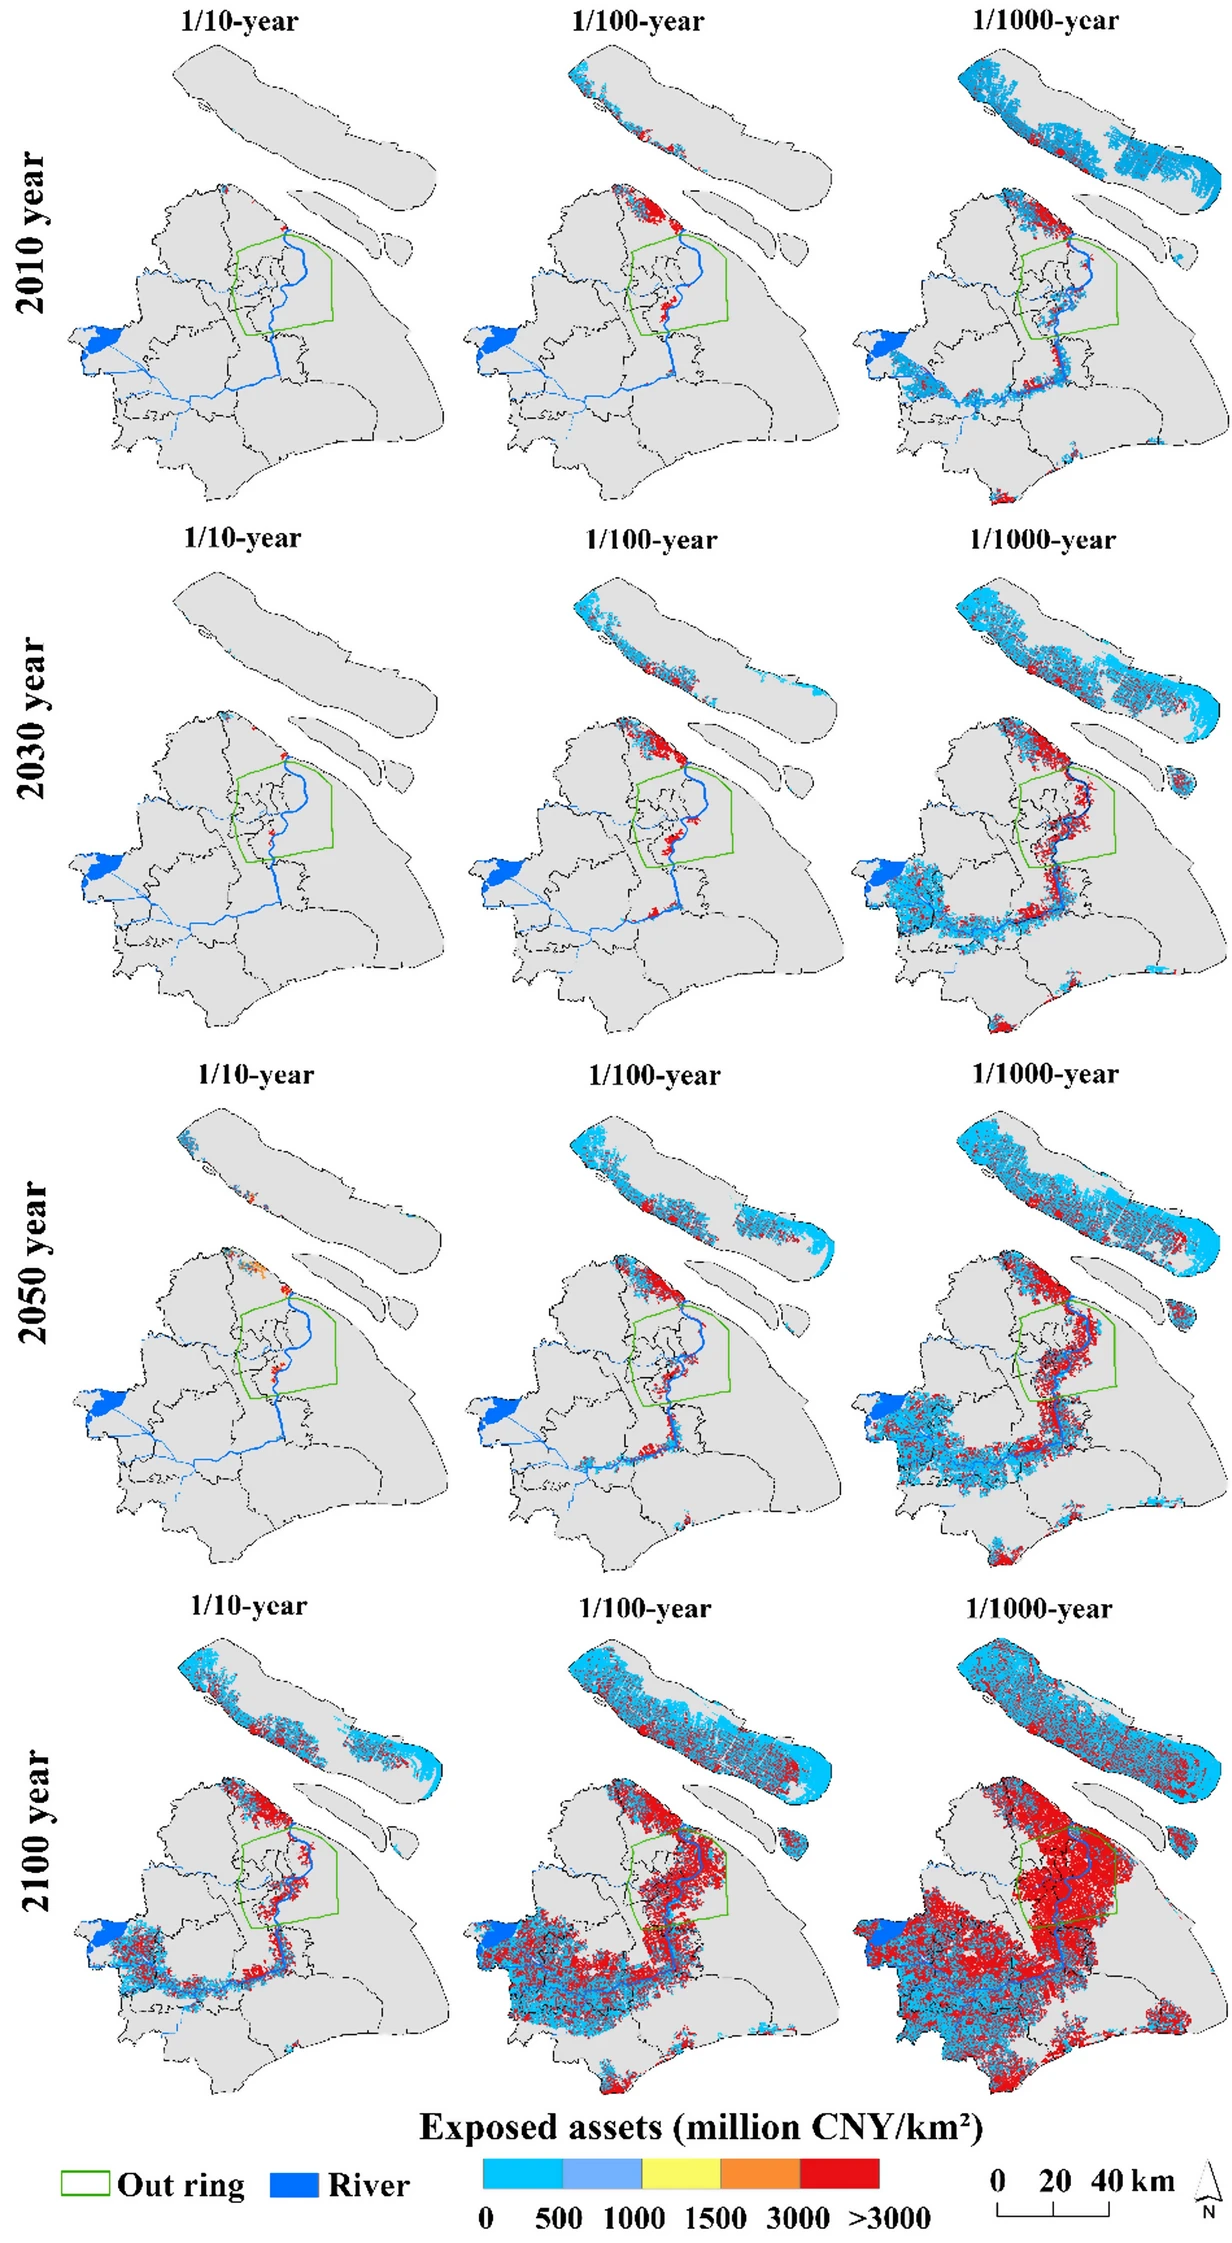 1/10-year 1/100-year 1/1000-year
2010 year
1/10-year 1/100-year 1/1000-year
2030 year
1/10-year 1/100-year 1/1000-year
2050 year
1/10-year 1/100-year 1/1000-year
2100 year
Exposed assets (million CNY/km²)
Out ring River
0 500 1000 1500 3000 >3000
0 20 40 km
N